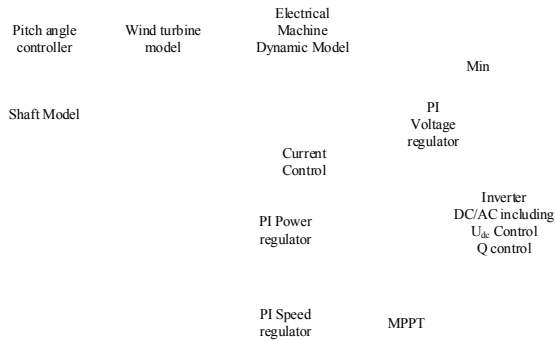 Pitch angle
controller
Wind turbine
model
Electrical
Machine
Dynamic Model
Min
Shaft Model
PI
Voltage
regulator
Current
Control
PI Power
regulator
Inverter
DC/AC including
Udc Control
Q control
PI Speed
regulator
MPPT